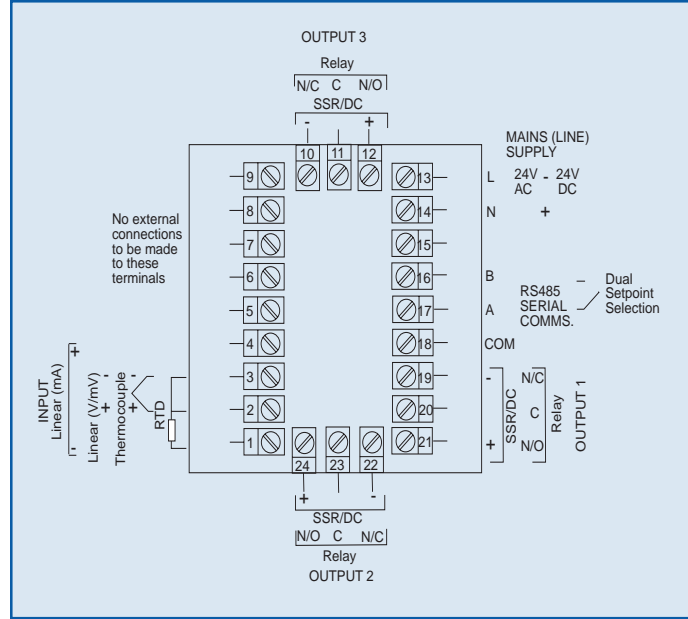 OUTPUT 3
Relay
N/C C N/O
SSR/DC
- +
10 11 12
MAINS (LINE)
SUPPLY
9
13 L 24V - 24V
AC DC
8
14 N +
No external
connections
to be made
to these
terminals
7
15
6
16 B
5
17 A
RS485
SERIAL
COMMS.
Dual
Setpoint
Selection
4
18 COM
3
19 - N/C
2
20 C
1
21 + N/O
SSR/DC
Relay
OUTPUT 1
INPUT
+ Linear (mA) -
- + Linear (V/mV)
- + Thermocouple
RTD
24 23 22
+ -
SSR/DC
N/O C N/C
Relay
OUTPUT 2